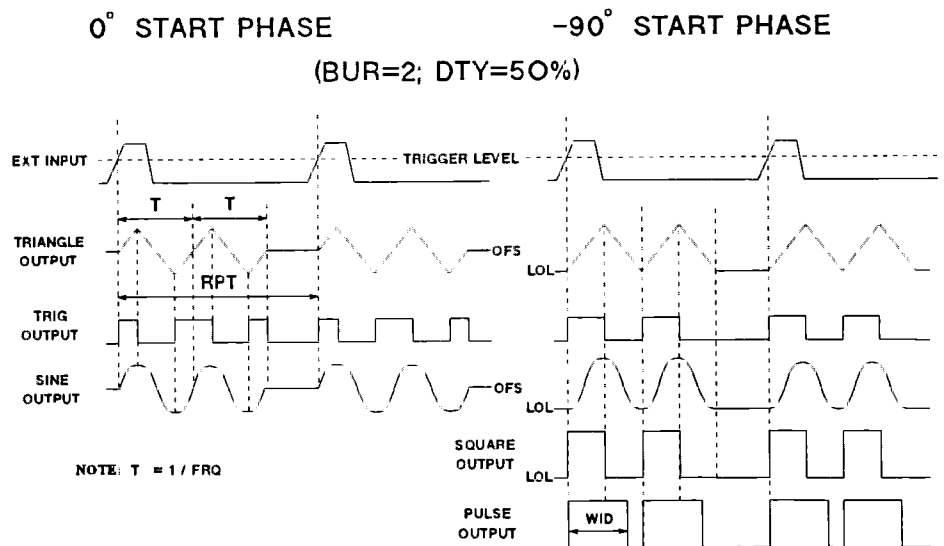 0° START PHASE
-90° START PHASE
(BUR=2; DTY=50%)
EXT INPUT
TRIGGER LEVEL
T
T
TRIANGLE
OUTPUT
OFS
RPT
TRIG
OUTPUT
SINE
OUTPUT
OFS
NOTE: T = 1 / FRQ
LOL
LOL
SQUARE
OUTPUT
LOL
PULSE
OUTPUT
WID